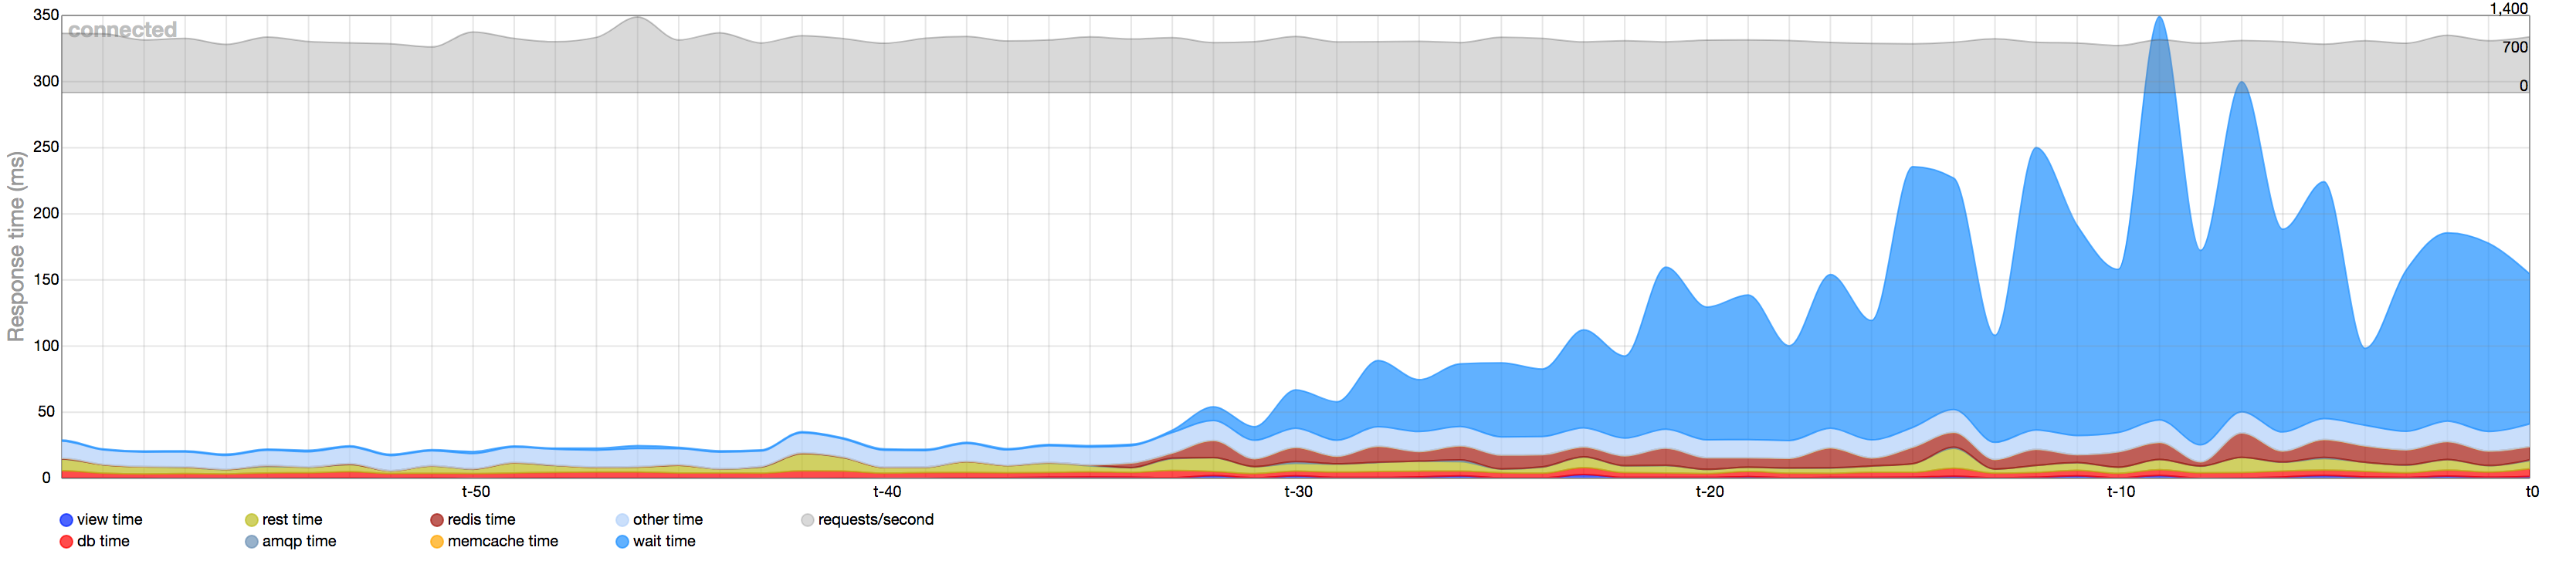 350
connected
1,400
700
300
0
250
200
150
100
50
0
Response time (ms)
t-50 t-40 t-30 t-20 t-10 t0
view time rest time redis time other time requests/second
db time amqp time memcache time wait time